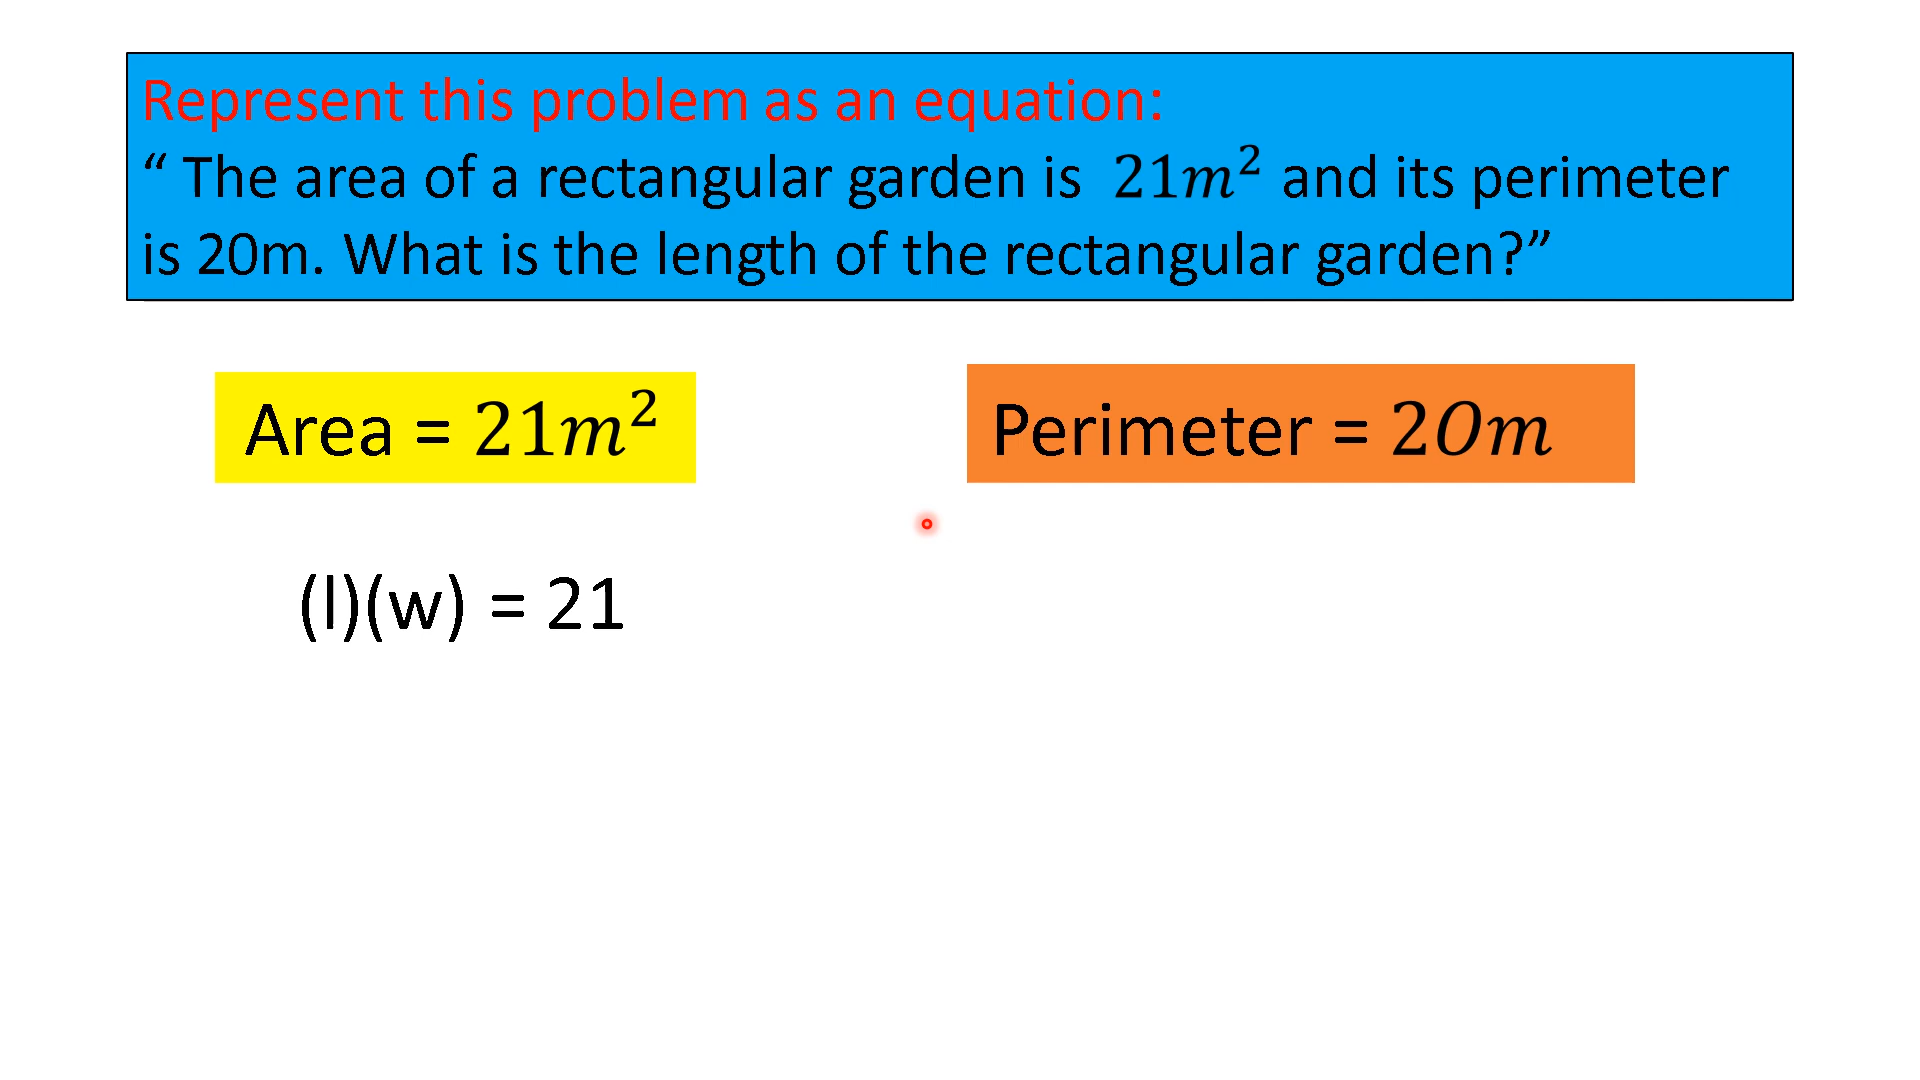 Represent this problem as an equation:
“ The area of a rectangular garden is 21m² and its perimeter
is 20m. What is the length of the rectangular garden?”
Area = 21m²
Perimeter = 2Om
(l)(w) = 21